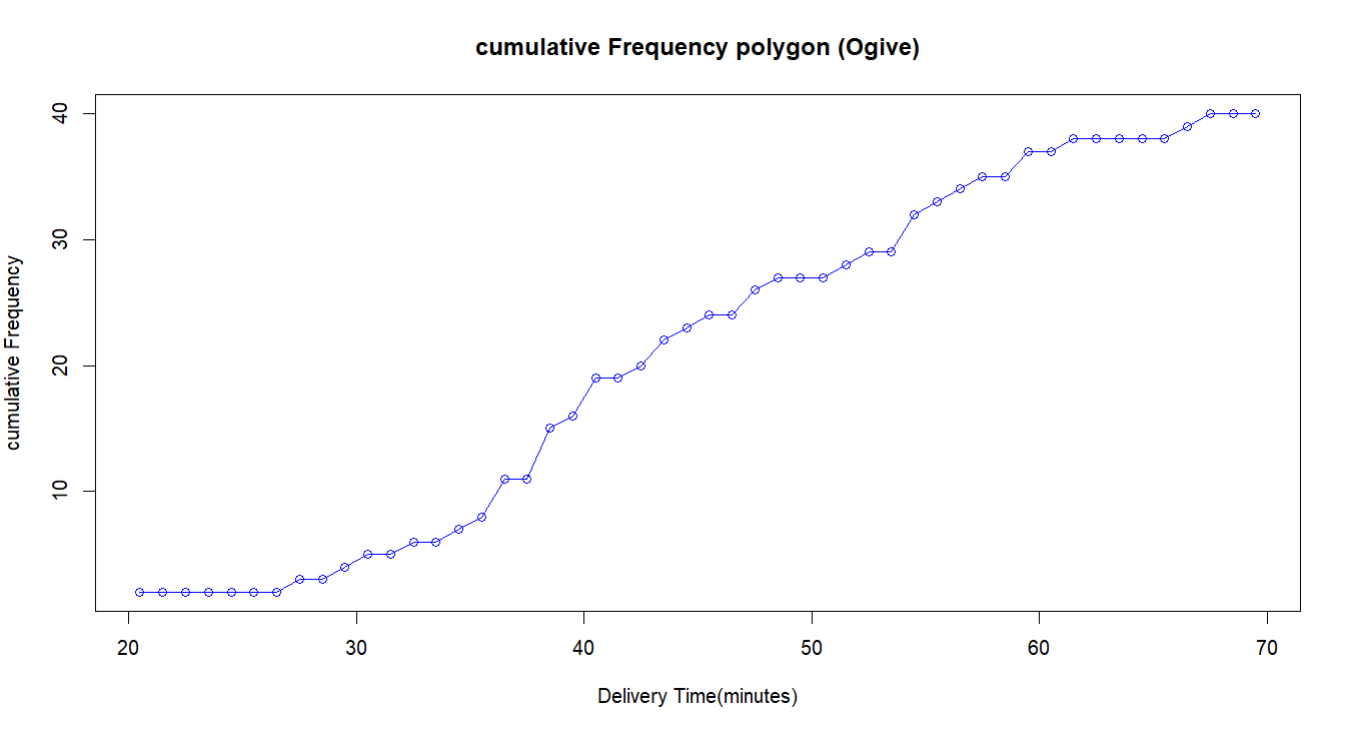 cumulative Frequency polygon (Ogive)
40
30
20
10
cumulative Frequency
20 30 40 50 60 70
Delivery Time(minutes)